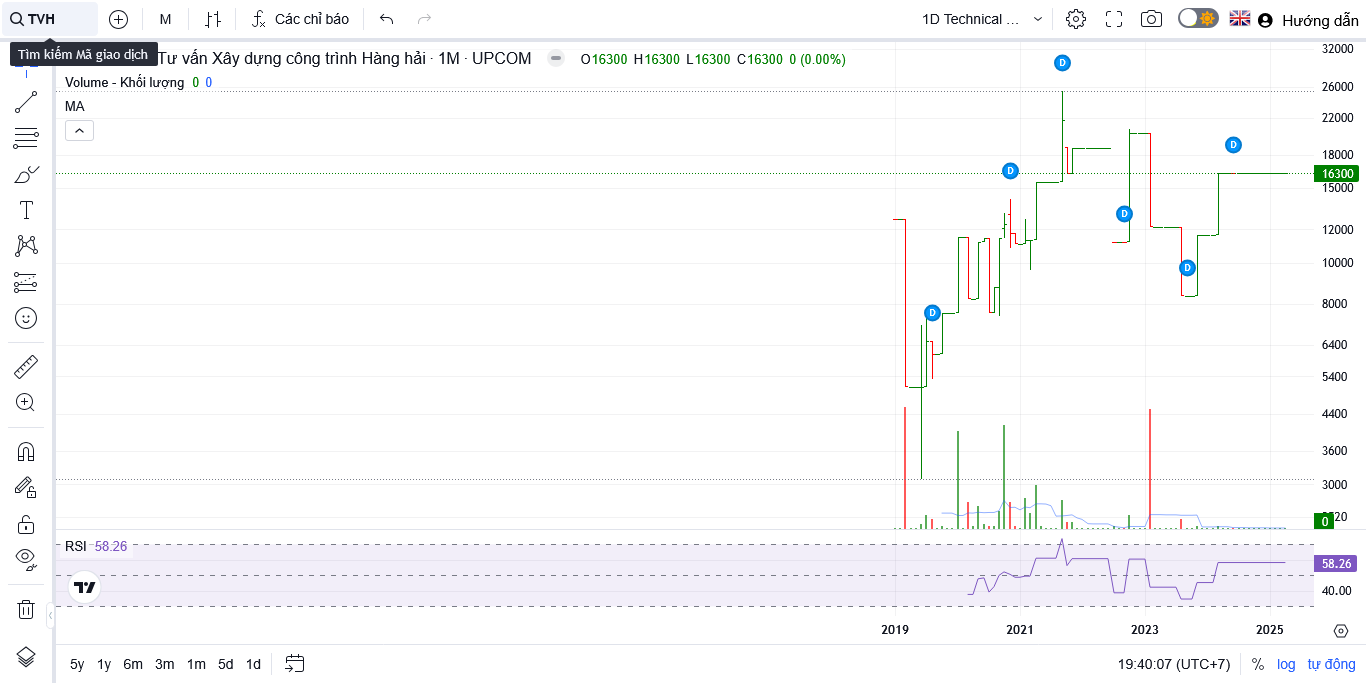 TVH M Các chỉ báo 1D Technical ... Hướng dẫn
Tìm kiếm Mã giao dịch Tư vấn Xây dựng công trình Hàng hải · 1M · UPCOM O16300 H16300 L16300 C16300 0 (0.00%)
Volume - Khối lượng 0 0
MA
32000
26000
22000
18000
16300
15000
12000
10000
8000
6400
5400
4400
3600
3000
0
D
D
D
D
D
D
RSI 58.26
58.26
40.00
2019 2021 2023 2025
5y 1y 6m 3m 1m 5d 1d 19:40:07 (UTC+7) % log tự động